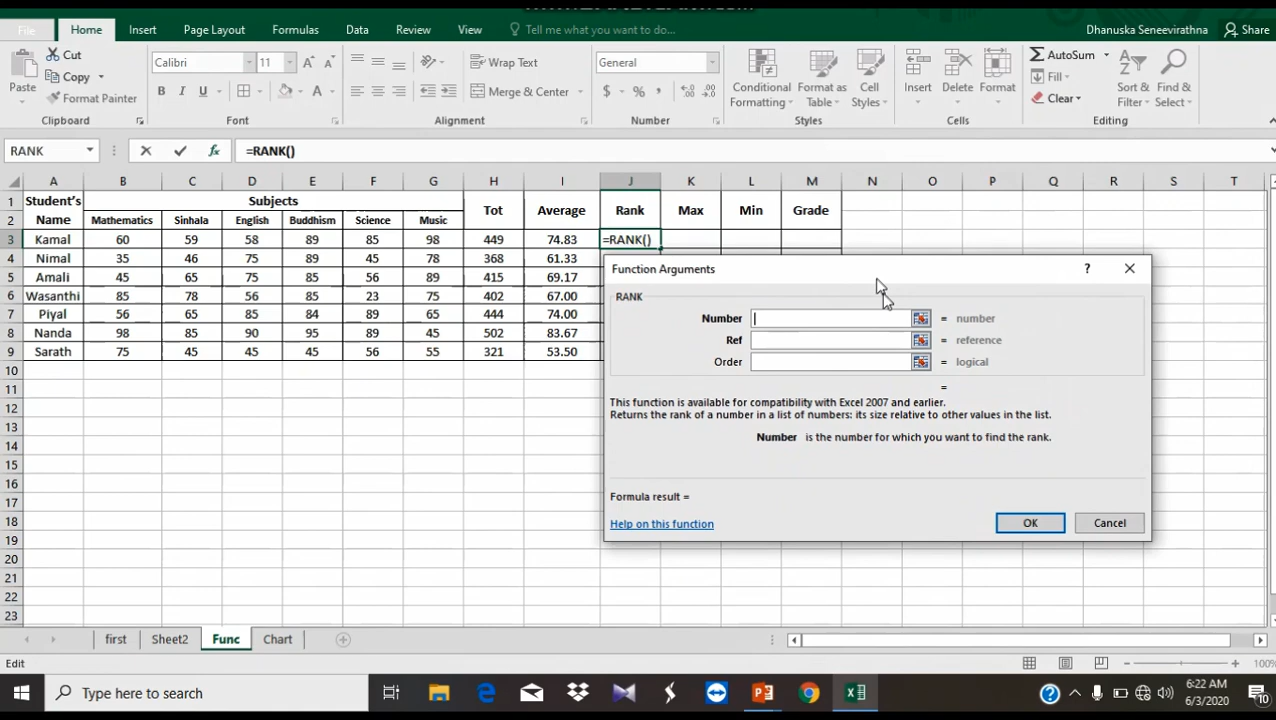 File Home Insert Page Layout Formulas Data Review View Tell me what you want to do... Dhanuska Seneevirathna Share
Cut Calibri 11 Wrap Text General AutoSum
Copy Fill
Paste Format Painter Merge & Center Conditional Formatting Format as Table Cell Styles Insert Delete Format Clear Sort & Filter Find & Select
Clipboard Font Alignment Number Styles Cells Editing
RANK =RANK()
A B C D E F G H I J K L M N O P Q R S T
1 Student's Subjects Tot Average Rank Max Min Grade
2 Name Mathematics Sinhala English Buddhism Science Music
3 Kamal 60 59 58 89 85 98 449 74.83 =RANK()
4 Nimal 35 46 75 89 45 78 368 61.33
5 Amali 45 65 75 85 56 89 415 69.17
6 Wasanthi 85 78 56 85 23 75 402 67.00
7 Piyal 56 65 85 84 89 65 444 74.00
8 Nanda 98 85 90 95 89 45 502 83.67
9 Sarath 75 45 45 45 56 55 321 53.50
10
11
12
13
14
15
16
17
18
19
20
21
22
23
Function Arguments ?
RANK
Number = number
Ref = reference
Order = logical
=
This function is available for compatibility with Excel 2007 and earlier.
Returns the rank of a number in a list of numbers: its size relative to other values in the list.
Number is the number for which you want to find the rank.
Formula result =
Help on this function OK Cancel
first Sheet2 Func Chart
Edit 100%
Type here to search 6:22 AM
6/3/2020 10